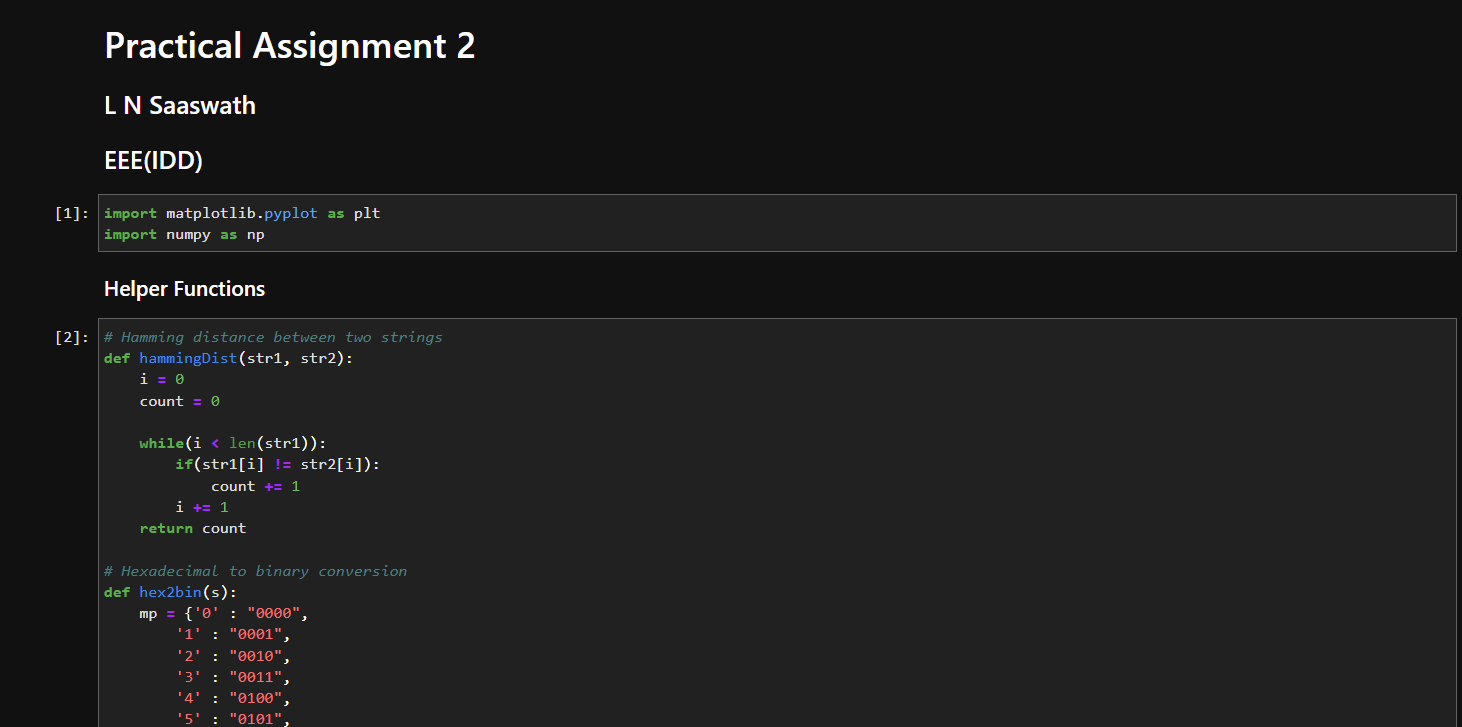 Practical Assignment 2
L N Saaswath
EEE(IDD)
[1]: import matplotlib.pyplot as plt
import numpy as np
Helper Functions
[2]: # Hamming distance between two strings
def hammingDist(str1, str2):
    i = 0
    count = 0

    while(i < len(str1)):
        if(str1[i] != str2[i]):
            count += 1
        i += 1
    return count

# Hexadecimal to binary conversion
def hex2bin(s):
    mp = {'0' : "0000",
        '1' : "0001",
        '2' : "0010",
        '3' : "0011",
        '4' : "0100",
        '5' : "0101",